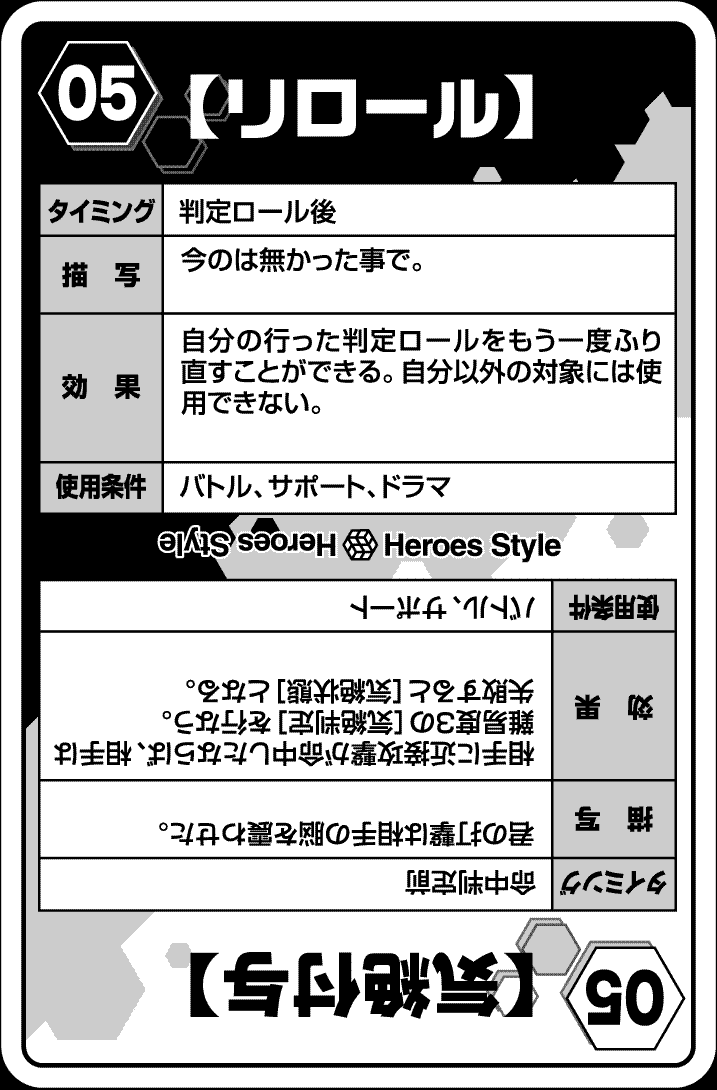 05
【リロール】
タイミング 判定ロール後
描 写 今のは無かった事で。
効 果 自分の行った判定ロールをもう一度ふり
直すことができる。自分以外の対象には使
用できない。
使用条件 バトル、サポート、ドラマ
Heroes Style
Heroes Style
05
【気絶付与】
タイミング 命中判定前
描 写 君の打撃は相手の脳を震わせた。
効 果 相手に近接攻撃が命中したならば、相手は
難易度3の［気絶判定］を行なう。
失敗すると［気絶状態］となる。
使用条件 バトル、サポート